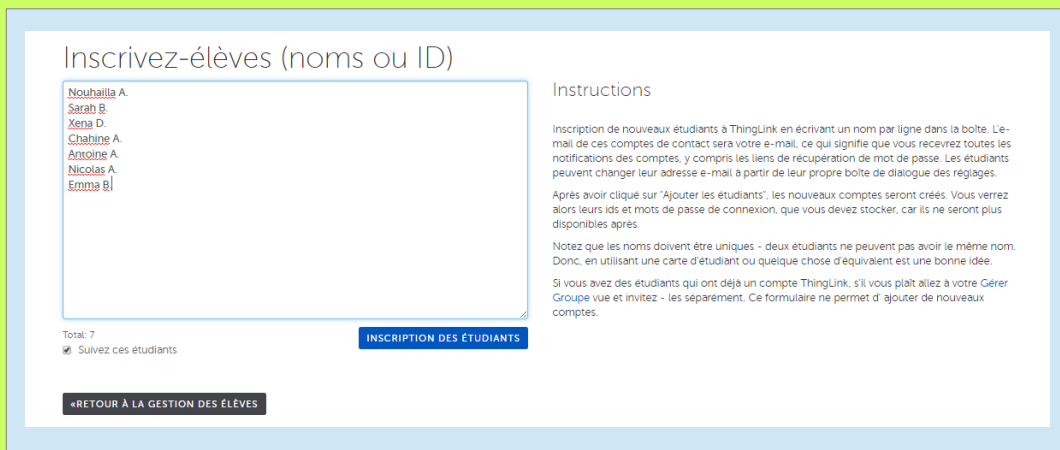 Inscrivez-élèves (noms ou ID)
Nouhailla A.
Sarah B.
Xena D.
Chahine A.
Antoine A.
Nicolas A.
Emma B.
Total: 7
Suivez ces étudiants
INSCRIPTION DES ÉTUDIANTS
«RETOUR À LA GESTION DES ÉLÈVES
Instructions
Inscription de nouveaux étudiants à ThingLink en écrivant un nom par ligne dans la boîte. L'e-
mail de ces comptes de contact sera votre e-mail, ce qui signifie que vous recevrez toutes les
notifications des comptes, y compris les liens de récupération de mot de passe. Les étudiants
peuvent changer leur adresse e-mail à partir de leur propre boîte de dialogue des réglages.
Après avoir cliqué sur "Ajouter les étudiants", les nouveaux comptes seront créés. Vous verrez
alors leurs ids et mots de passe de connexion, que vous devez stocker, car ils ne seront plus
disponibles après.
Notez que les noms doivent être uniques - deux étudiants ne peuvent pas avoir le même nom.
Donc, en utilisant une carte d'étudiant ou quelque chose d'équivalent est une bonne idée.
Si vous avez des étudiants qui ont déjà un compte ThingLink, s'il vous plaît allez à votre Gérer
Groupe vue et invitez - les séparément. Ce formulaire ne permet d' ajouter de nouveaux
comptes.